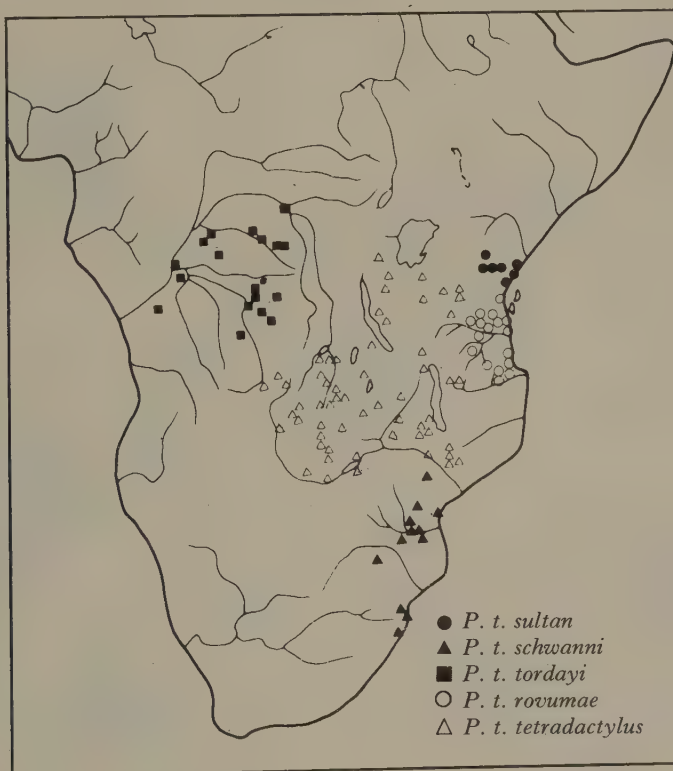 P. t. sultan
P. t. schwanni
P. t. tordayi
P. t. rovumae
P. t. tetradactylus